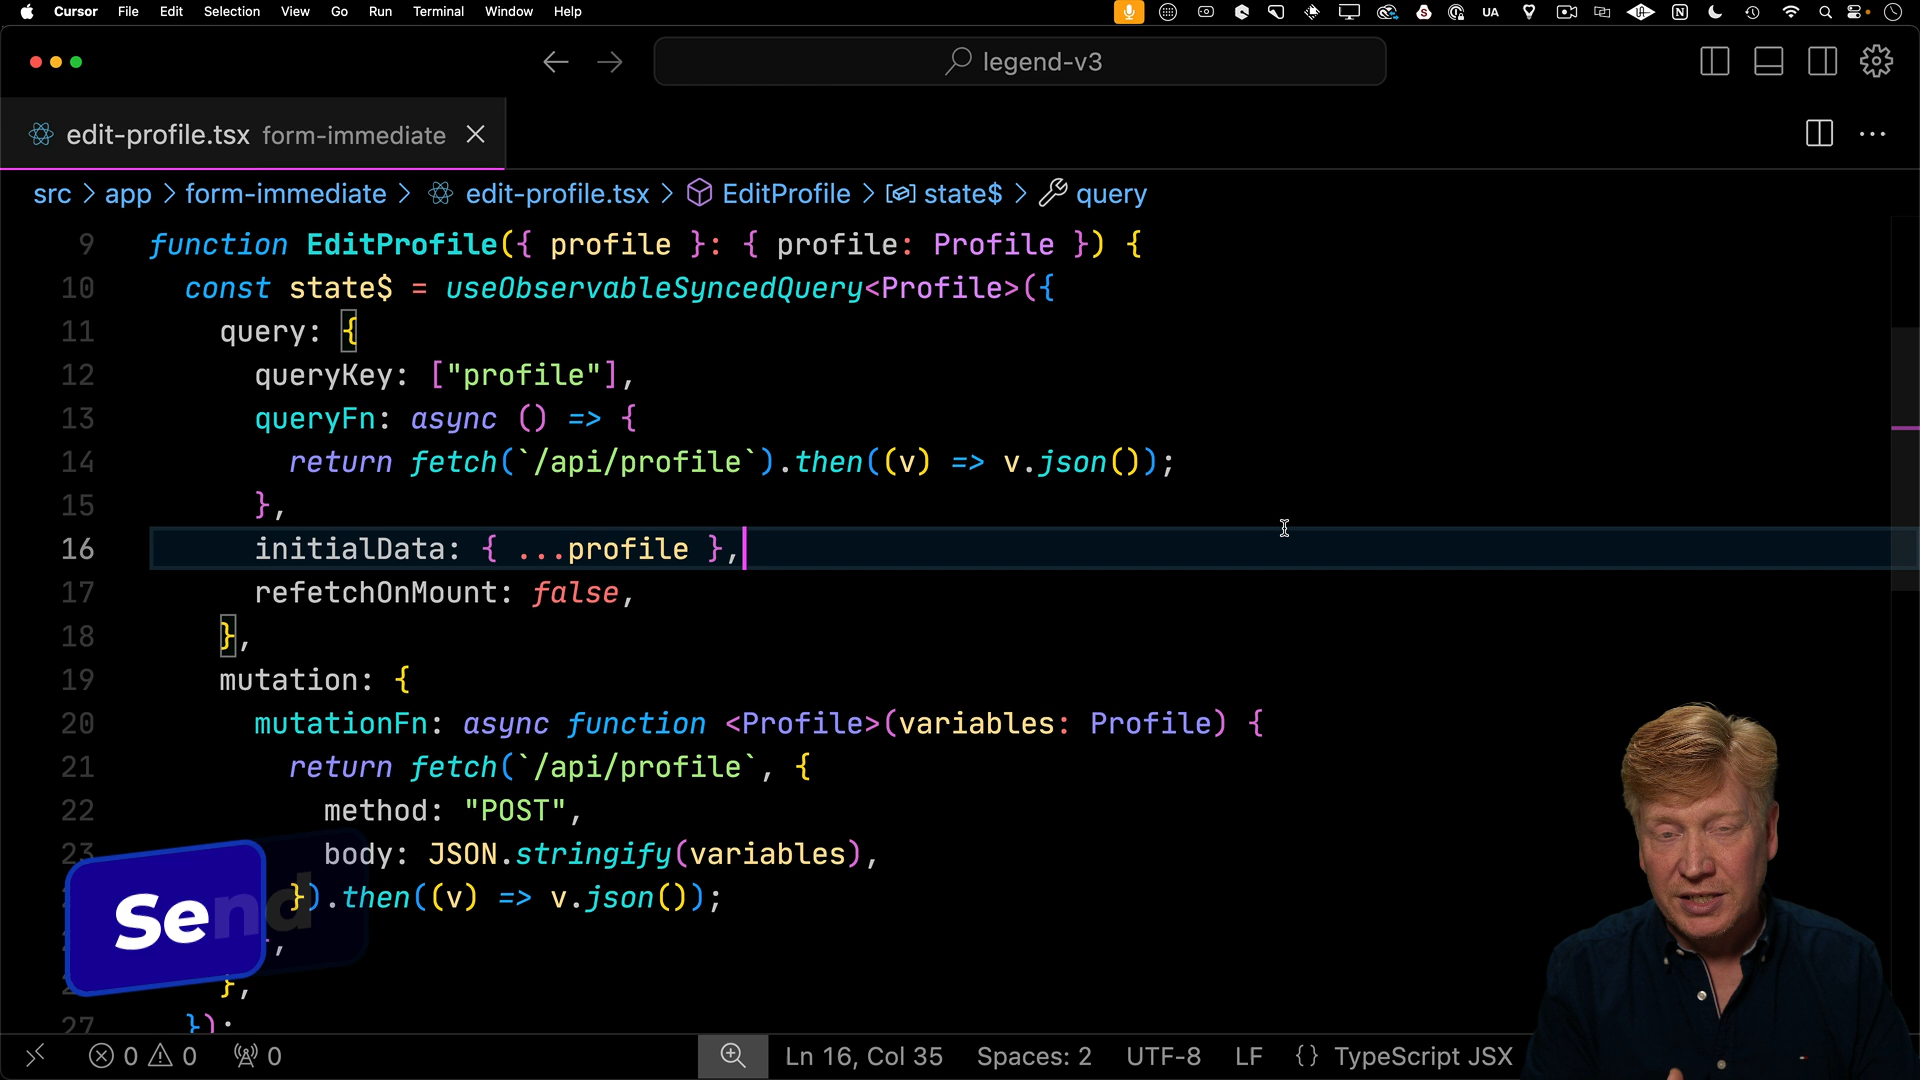 Cursor File Edit Selection View Go Run Terminal Window Help UA
legend-v3
edit-profile.tsx form-immediate
src > app > form-immediate > edit-profile.tsx > EditProfile > state$ > query
9 function EditProfile({ profile }: { profile: Profile }) {
10 const state$ = useObservableSyncedQuery<Profile>({
11 query: {
12 queryKey: ["profile"],
13 queryFn: async () => {
14 return fetch(`/api/profile`).then((v) => v.json());
15 },
16 initialData: { ...profile },
17 refetchOnMount: false,
18 },
19 mutation: {
20 mutationFn: async function <Profile>(variables: Profile) {
21 return fetch(`/api/profile`, {
22 method: "POST",
23 body: JSON.stringify(variables),
}).then((v) => v.json());
Send
},
},
27 });
0 0 0 Ln 16, Col 35 Spaces: 2 UTF-8 LF {} TypeScript JSX